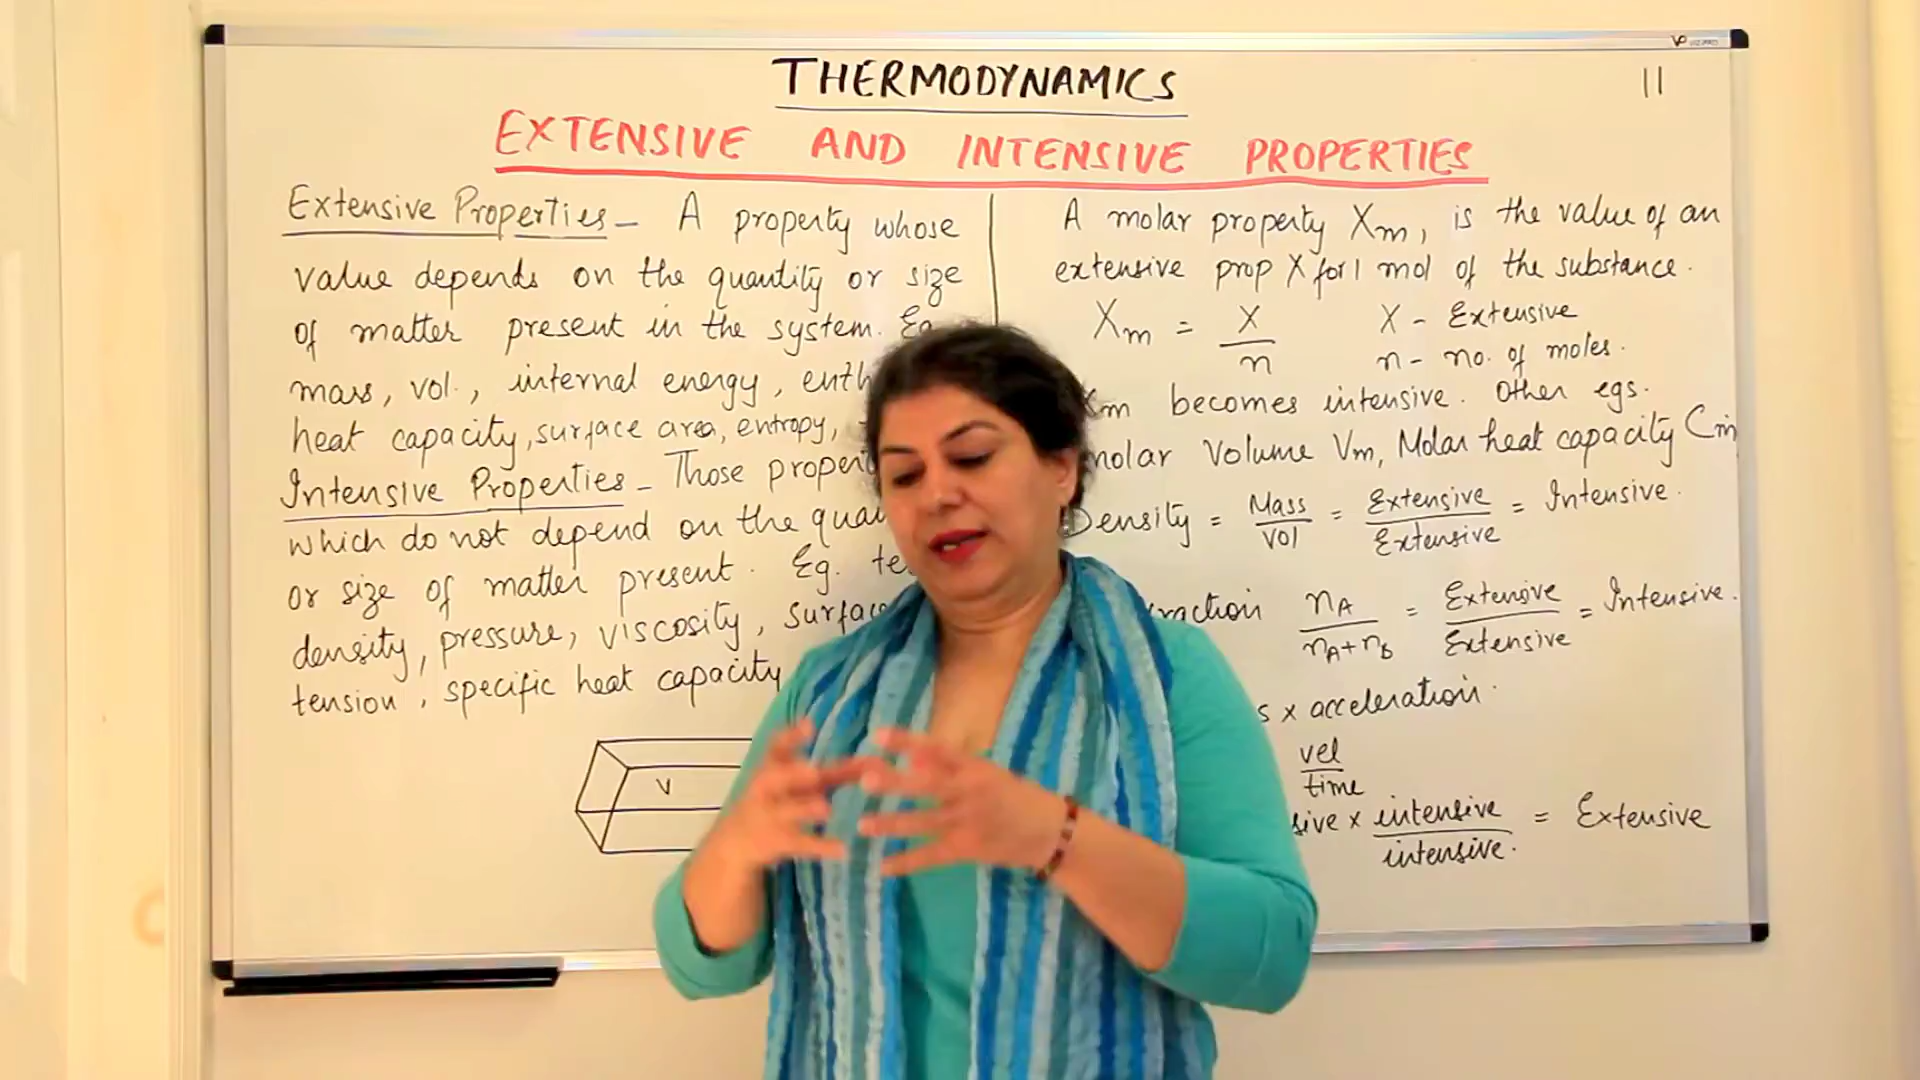 THERMODYNAMICS
11
EXTENSIVE AND INTENSIVE PROPERTIES
Extensive Properties - A property whose
value depends on the quantity or size
of matter present in the system. Eg
mass, vol., internal energy, enth
heat capacity, surface area, entropy,
Intensive Properties - Those propert
which do not depend on the quan
or size of matter present. Eg. te
density, pressure, viscosity, surfac
tension, specific heat capacity
V
A molar property Xm, is the value of an
extensive prop X for 1 mol of the substance.
Xm = X/n X - Extensive
n - no. of moles.
Xm becomes intensive. Other egs.
molar Volume Vm, Molar heat capacity Cm
Density = Mass/Vol = Extensive/Extensive = Intensive.
raction nA/nA+nB = Extensive/Extensive = Intensive.
s x acceleration.
vel/time
sive x intensive/intensive. = Extensive